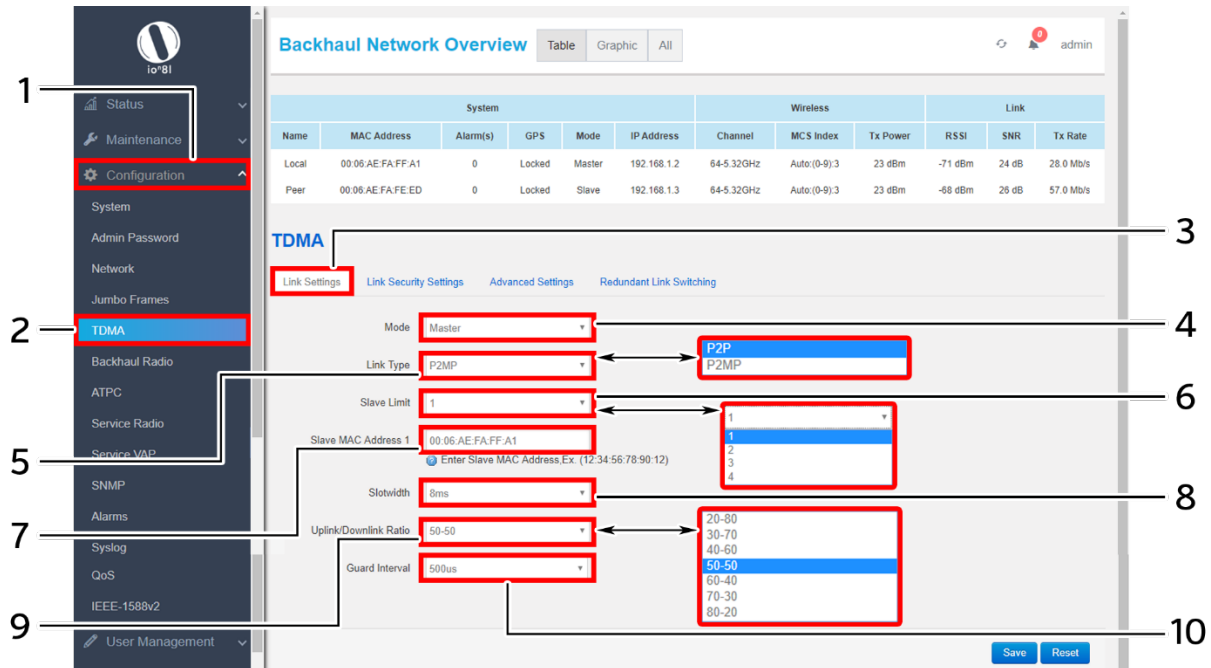 io^8l
Status
Maintenance
Configuration
System
Admin Password
Network
Jumbo Frames
TDMA
Backhaul Radio
ATPC
Service Radio
Service VAP
SNMP
Alarms
Syslog
QoS
IEEE-1588v2
User Management
1
2
5
7
9
Backhaul Network Overview
Table Graphic All
0
admin
System Wireless Link
Name MAC Address Alarm(s) GPS Mode IP Address Channel MCS Index Tx Power RSSI SNR Tx Rate
Local 00:06:AE:FA:FF:A1 0 Locked Master 192.168.1.2 64-5.32GHz Auto:(0-9):3 23 dBm -71 dBm 24 dB 28.0 Mb/s
Peer 00:06:AE:FA:FE:ED 0 Locked Slave 192.168.1.3 64-5.32GHz Auto:(0-9):3 23 dBm -68 dBm 26 dB 57.0 Mb/s
TDMA
3
Link Settings Link Security Settings Advanced Settings Redundant Link Switching
Mode Master
4
Link Type P2MP
P2P
P2MP
Slave Limit 1
6
1
1
2
3
4
Slave MAC Address 1 00:06:AE:FA:FF:A1
Enter Slave MAC Address,Ex. (12:34:56:78:90:12)
Slotwidth 8ms
8
Uplink/Downlink Ratio 50-50
20-80
30-70
40-60
50-50
60-40
70-30
80-20
Guard Interval 500us
10
Save Reset